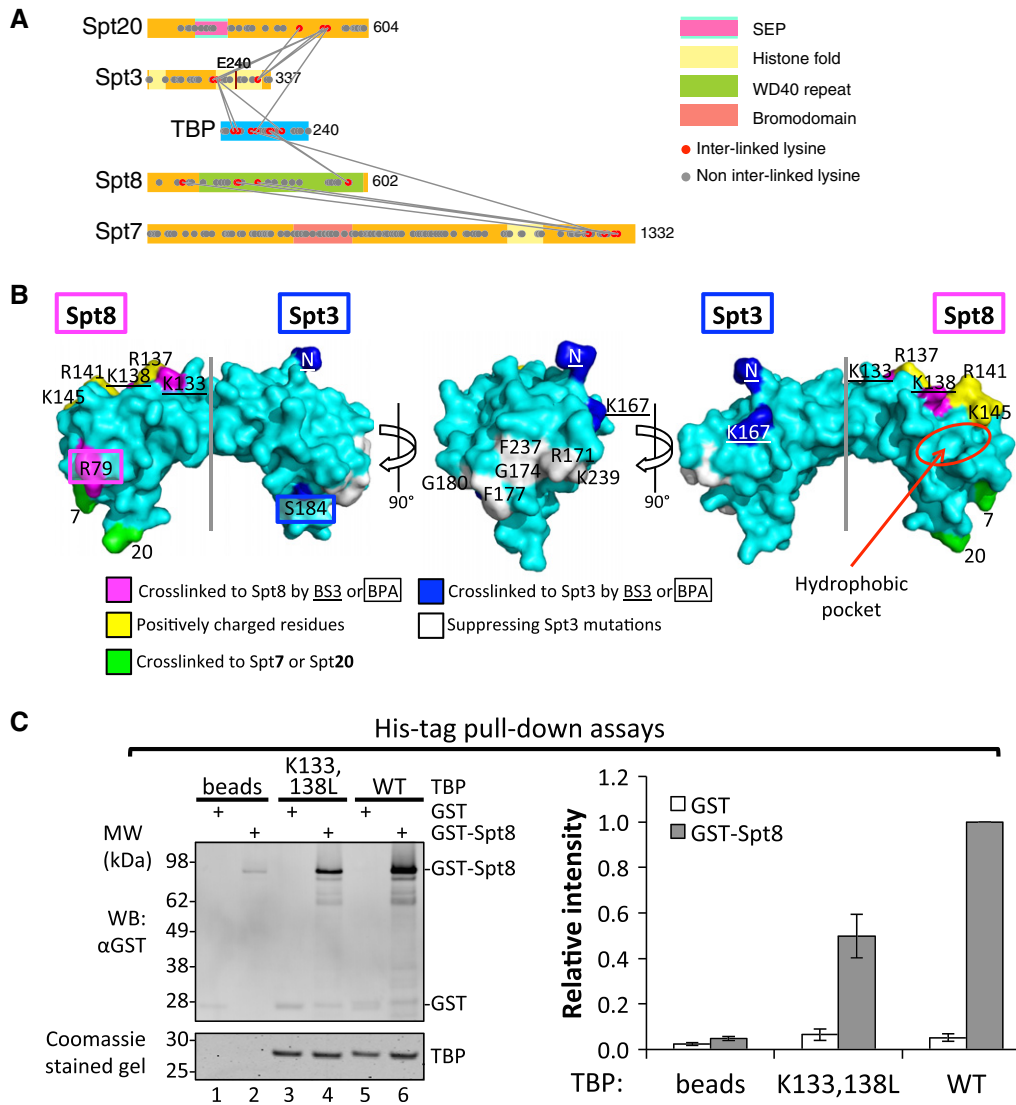 A
Spt20
604
SEP
Histone fold
WD40 repeat
Bromodomain
Inter-linked lysine
Non inter-linked lysine
E240
Spt3
337
TBP
240
Spt8
602
Spt7
1332
B
Spt8
Spt3
Spt3
Spt8
R137
R141 K138 K133
K145
R79
7
20
N
S184
90°
N
K167
F237
G174 R171
G180 F177 K239
90°
N
K167
K133 R137
K138 R141
K145
7
20
Hydrophobic
pocket
Crosslinked to Spt8 by BS3 or BPA
Crosslinked to Spt3 by BS3 or BPA
Positively charged residues
Suppressing Spt3 mutations
Crosslinked to Spt7 or Spt20
C
His-tag pull-down assays
beads K133, 138L WT TBP
+ + + GST
+ + + GST-Spt8
MW
(kDa)
98
62
49
38
28
WB:
αGST
-GST-Spt8
-GST
Coomassie
stained gel
30
25
TBP
1 2 3 4 5 6
Relative intensity
1.2
1.0
0.8
0.6
0.4
0.2
0.0
GST
GST-Spt8
TBP: beads K133,138L WT